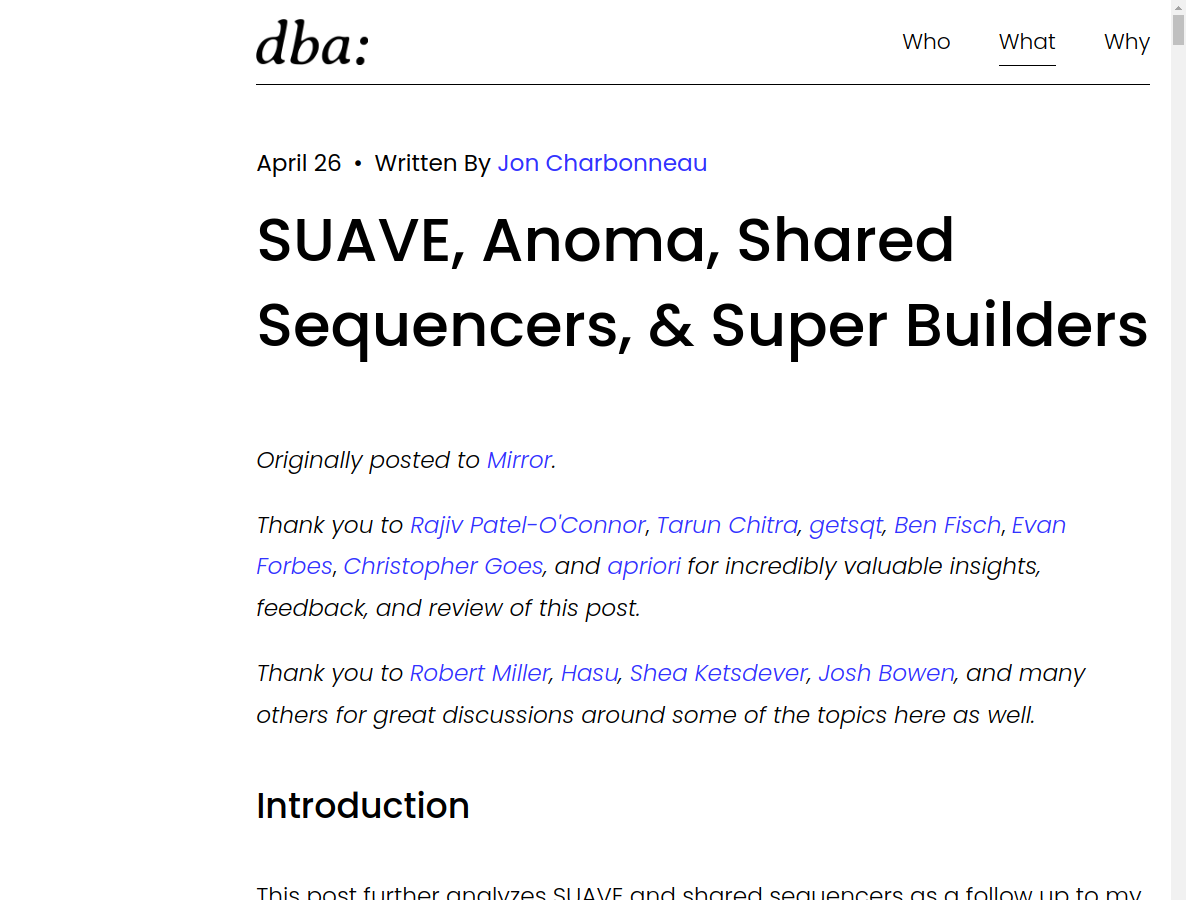 dba:
Who What Why
April 26 • Written By Jon Charbonneau
SUAVE, Anoma, Shared
Sequencers, & Super Builders
Originally posted to Mirror.
Thank you to Rajiv Patel-O'Connor, Tarun Chitra, getsqt, Ben Fisch, Evan
Forbes, Christopher Goes, and apriori for incredibly valuable insights,
feedback, and review of this post.
Thank you to Robert Miller, Hasu, Shea Ketsdever, Josh Bowen, and many
others for great discussions around some of the topics here as well.
Introduction
This post further analyzes SUAVE and shared sequencers as a follow up to my